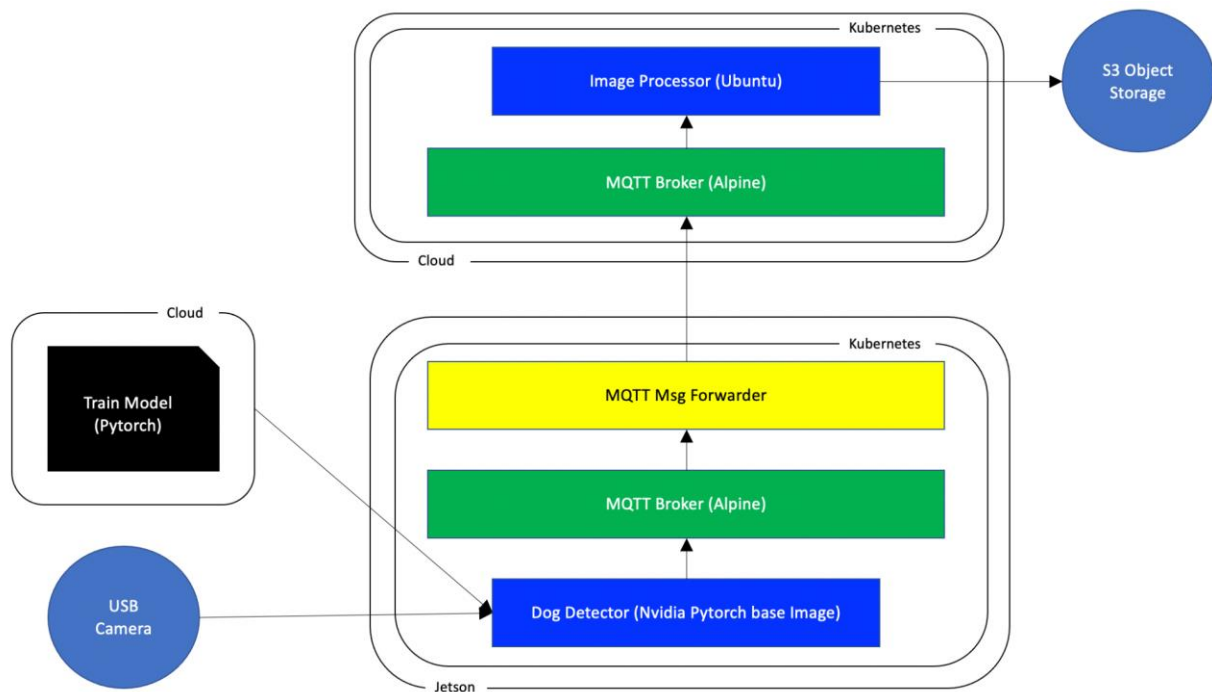 Kubernetes
Image Processor (Ubuntu)
S3 Object
Storage
MQTT Broker (Alpine)
Cloud
Cloud
Train Model
(Pytorch)
Kubernetes
MQTT Msg Forwarder
MQTT Broker (Alpine)
USB
Camera
Dog Detector (Nvidia Pytorch base Image)
Jetson